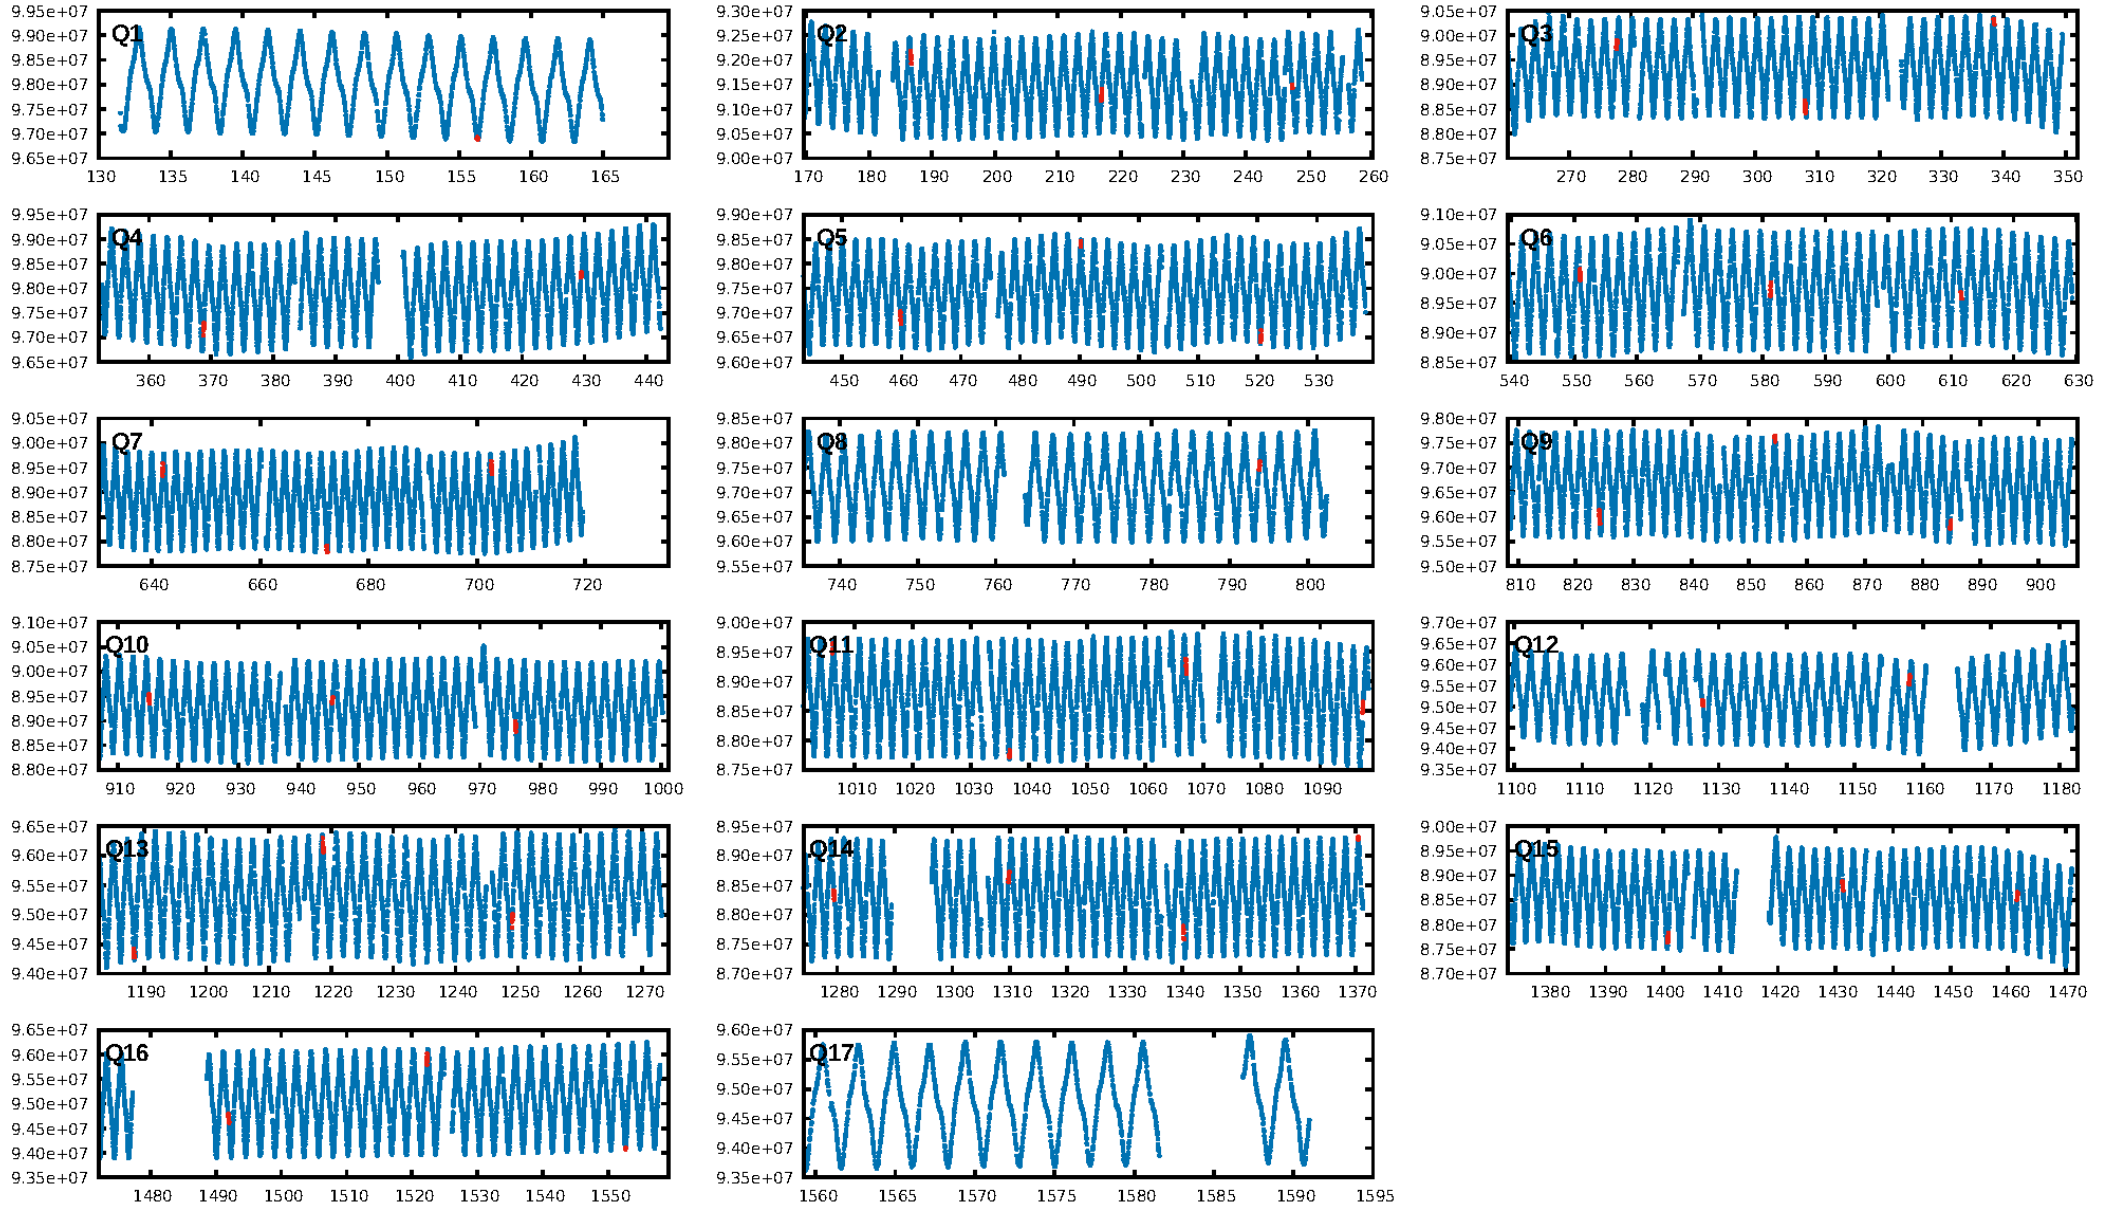 9.95e+07 9.90e+07 9.85e+07 9.80e+07 9.75e+07 9.70e+07 9.65e+07
Q1
130 135 140 145 150 155 160 165
9.30e+07 9.25e+07 9.20e+07 9.15e+07 9.10e+07 9.05e+07 9.00e+07
Q2
170 180 190 200 210 220 230 240 250 260
9.05e+07 9.00e+07 8.95e+07 8.90e+07 8.85e+07 8.80e+07 8.75e+07
Q3
270 280 290 300 310 320 330 340 350
9.95e+07 9.90e+07 9.85e+07 9.80e+07 9.75e+07 9.70e+07 9.65e+07
Q4
360 370 380 390 400 410 420 430 440
9.90e+07 9.85e+07 9.80e+07 9.75e+07 9.70e+07 9.65e+07 9.60e+07
Q5
450 460 470 480 490 500 510 520 530
9.10e+07 9.05e+07 9.00e+07 8.95e+07 8.90e+07 8.85e+07
Q6
540 550 560 570 580 590 600 610 620 630
9.05e+07 9.00e+07 8.95e+07 8.90e+07 8.85e+07 8.80e+07 8.75e+07
Q7
640 660 680 700 720
9.85e+07 9.80e+07 9.75e+07 9.70e+07 9.65e+07 9.60e+07 9.55e+07
Q8
740 750 760 770 780 790 800
9.80e+07 9.75e+07 9.70e+07 9.65e+07 9.60e+07 9.55e+07 9.50e+07
Q9
810 820 830 840 850 860 870 880 890 900
9.10e+07 9.05e+07 9.00e+07 8.95e+07 8.90e+07 8.85e+07 8.80e+07
Q10
910 920 930 940 950 960 970 980 990 1000
9.00e+07 8.95e+07 8.90e+07 8.85e+07 8.80e+07 8.75e+07
Q11
1010 1020 1030 1040 1050 1060 1070 1080 1090
9.70e+07 9.65e+07 9.60e+07 9.55e+07 9.50e+07 9.45e+07 9.40e+07 9.35e+07
Q12
1100 1110 1120 1130 1140 1150 1160 1170 1180
9.65e+07 9.60e+07 9.55e+07 9.50e+07 9.45e+07 9.40e+07
Q13
1190 1200 1210 1220 1230 1240 1250 1260 1270
8.95e+07 8.90e+07 8.85e+07 8.80e+07 8.75e+07 8.70e+07
Q14
1280 1290 1300 1310 1320 1330 1340 1350 1360 1370
9.00e+07 8.95e+07 8.90e+07 8.85e+07 8.80e+07 8.75e+07 8.70e+07
Q15
1380 1390 1400 1410 1420 1430 1440 1450 1460 1470
9.65e+07 9.60e+07 9.55e+07 9.50e+07 9.45e+07 9.40e+07 9.35e+07
Q16
1480 1490 1500 1510 1520 1530 1540 1550
9.60e+07 9.55e+07 9.50e+07 9.45e+07 9.40e+07 9.35e+07
Q17
1560 1565 1570 1575 1580 1585 1590 1595